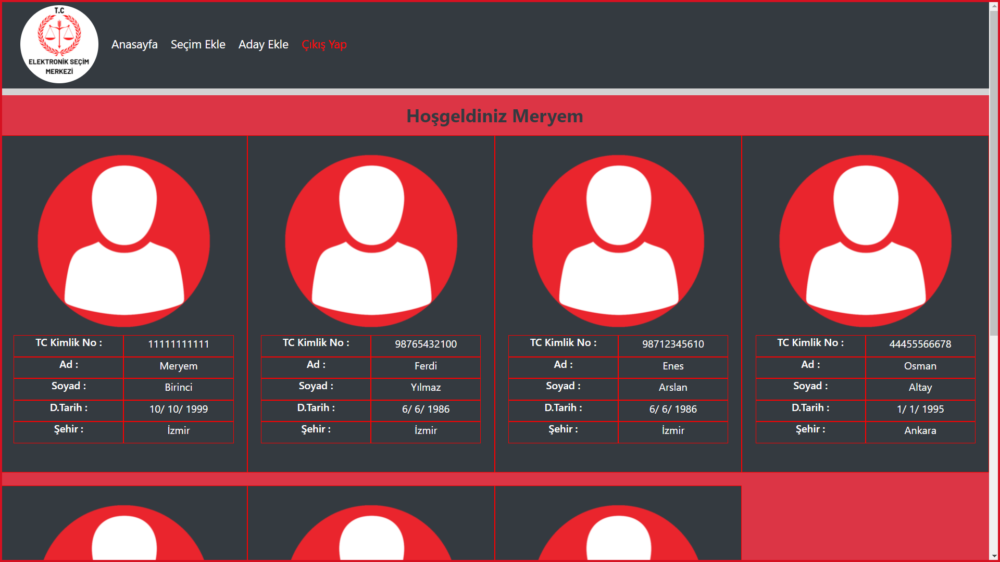 T.C
ELEKTRONİK SEÇİM
MERKEZİ
Anasayfa Seçim Ekle Aday Ekle Çıkış Yap
Hoşgeldiniz Meryem
TC Kimlik No : 11111111111
Ad : Meryem
Soyad : Birinci
D.Tarih : 10/ 10/ 1999
Şehir : İzmir
TC Kimlik No : 98765432100
Ad : Ferdi
Soyad : Yılmaz
D.Tarih : 6/ 6/ 1986
Şehir : İzmir
TC Kimlik No : 98712345610
Ad : Enes
Soyad : Arslan
D.Tarih : 6/ 6/ 1986
Şehir : İzmir
TC Kimlik No : 44455566678
Ad : Osman
Soyad : Altay
D.Tarih : 1/ 1/ 1995
Şehir : Ankara